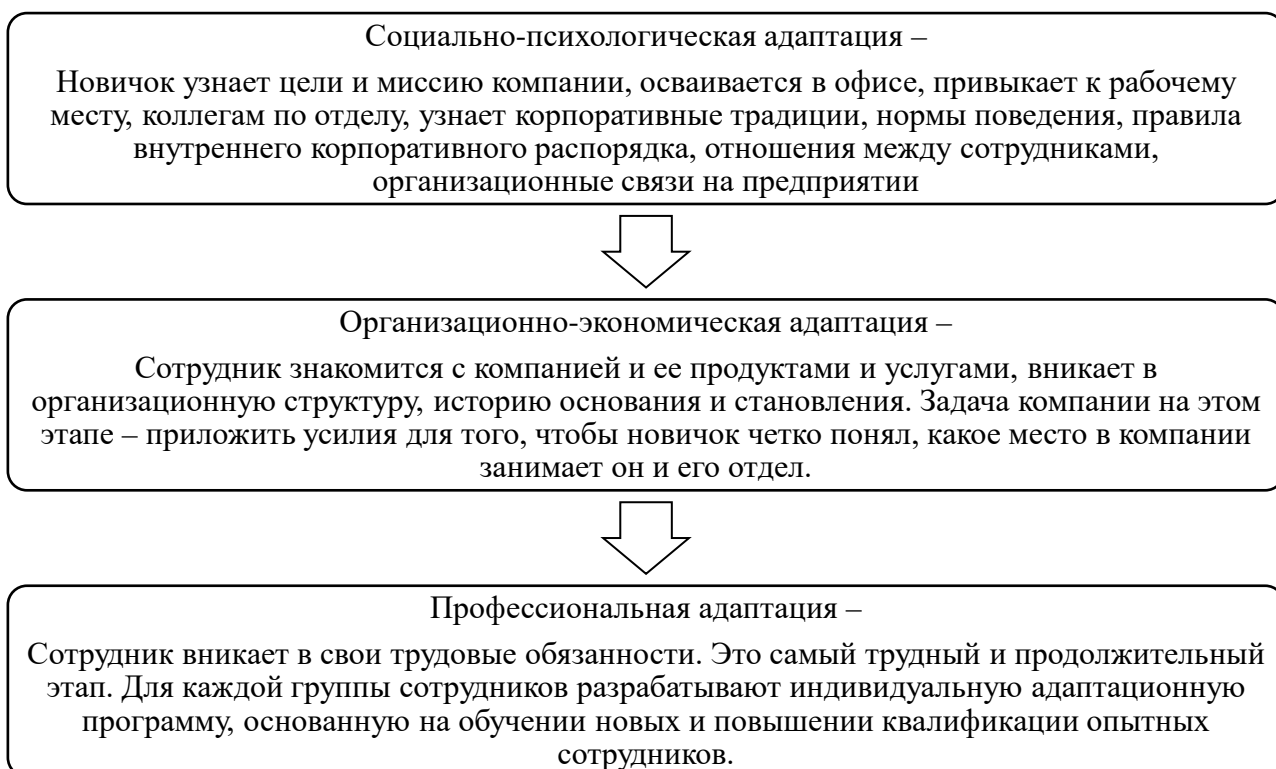 Социально-психологическая адаптация –
Новичок узнает цели и миссию компании, осваивается в офисе, привыкает к рабочему
месту, коллегам по отделу, узнает корпоративные традиции, нормы поведения, правила
внутреннего корпоративного распорядка, отношения между сотрудниками,
организационные связи на предприятии
Организационно-экономическая адаптация –
Сотрудник знакомится с компанией и ее продуктами и услугами, вникает в
организационную структуру, историю основания и становления. Задача компании на этом
этапе – приложить усилия для того, чтобы новичок четко понял, какое место в компании
занимает он и его отдел.
Профессиональная адаптация –
Сотрудник вникает в свои трудовые обязанности. Это самый трудный и продолжительный
этап. Для каждой группы сотрудников разрабатывают индивидуальную адаптационную
программу, основанную на обучении новых и повышении квалификации опытных
сотрудников.